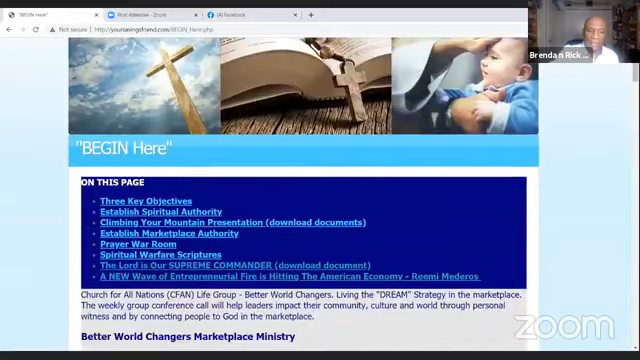 "BEGIN Here"
Post Attendee - Zoom
(4) Facebook
Not secure | http://yoursavingsfriend.com/BEGIN_Here.php
Brendan Rick ...
"BEGIN Here"
ON THIS PAGE
Three Key Objectives
Establish Spiritual Authority
Climbing Your Mountain Presentation (download documents)
Establish Marketplace Authority
Prayer War Room
Spiritual Warfare Scriptures
The Lord is Our SUPREME COMMANDER (download document)
A NEW Wave of Entrepreneurial Fire is Hitting The American Economy - Reemi Mederos
Church for All Nations (CFAN) Life Group - Better World Changers. Living the "DREAM" Strategy in the marketplace.
The weekly group conference call will help leaders impact their community, culture and world through personal
witness and by connecting people to God in the marketplace.
Better World Changers Marketplace Ministry
zoom